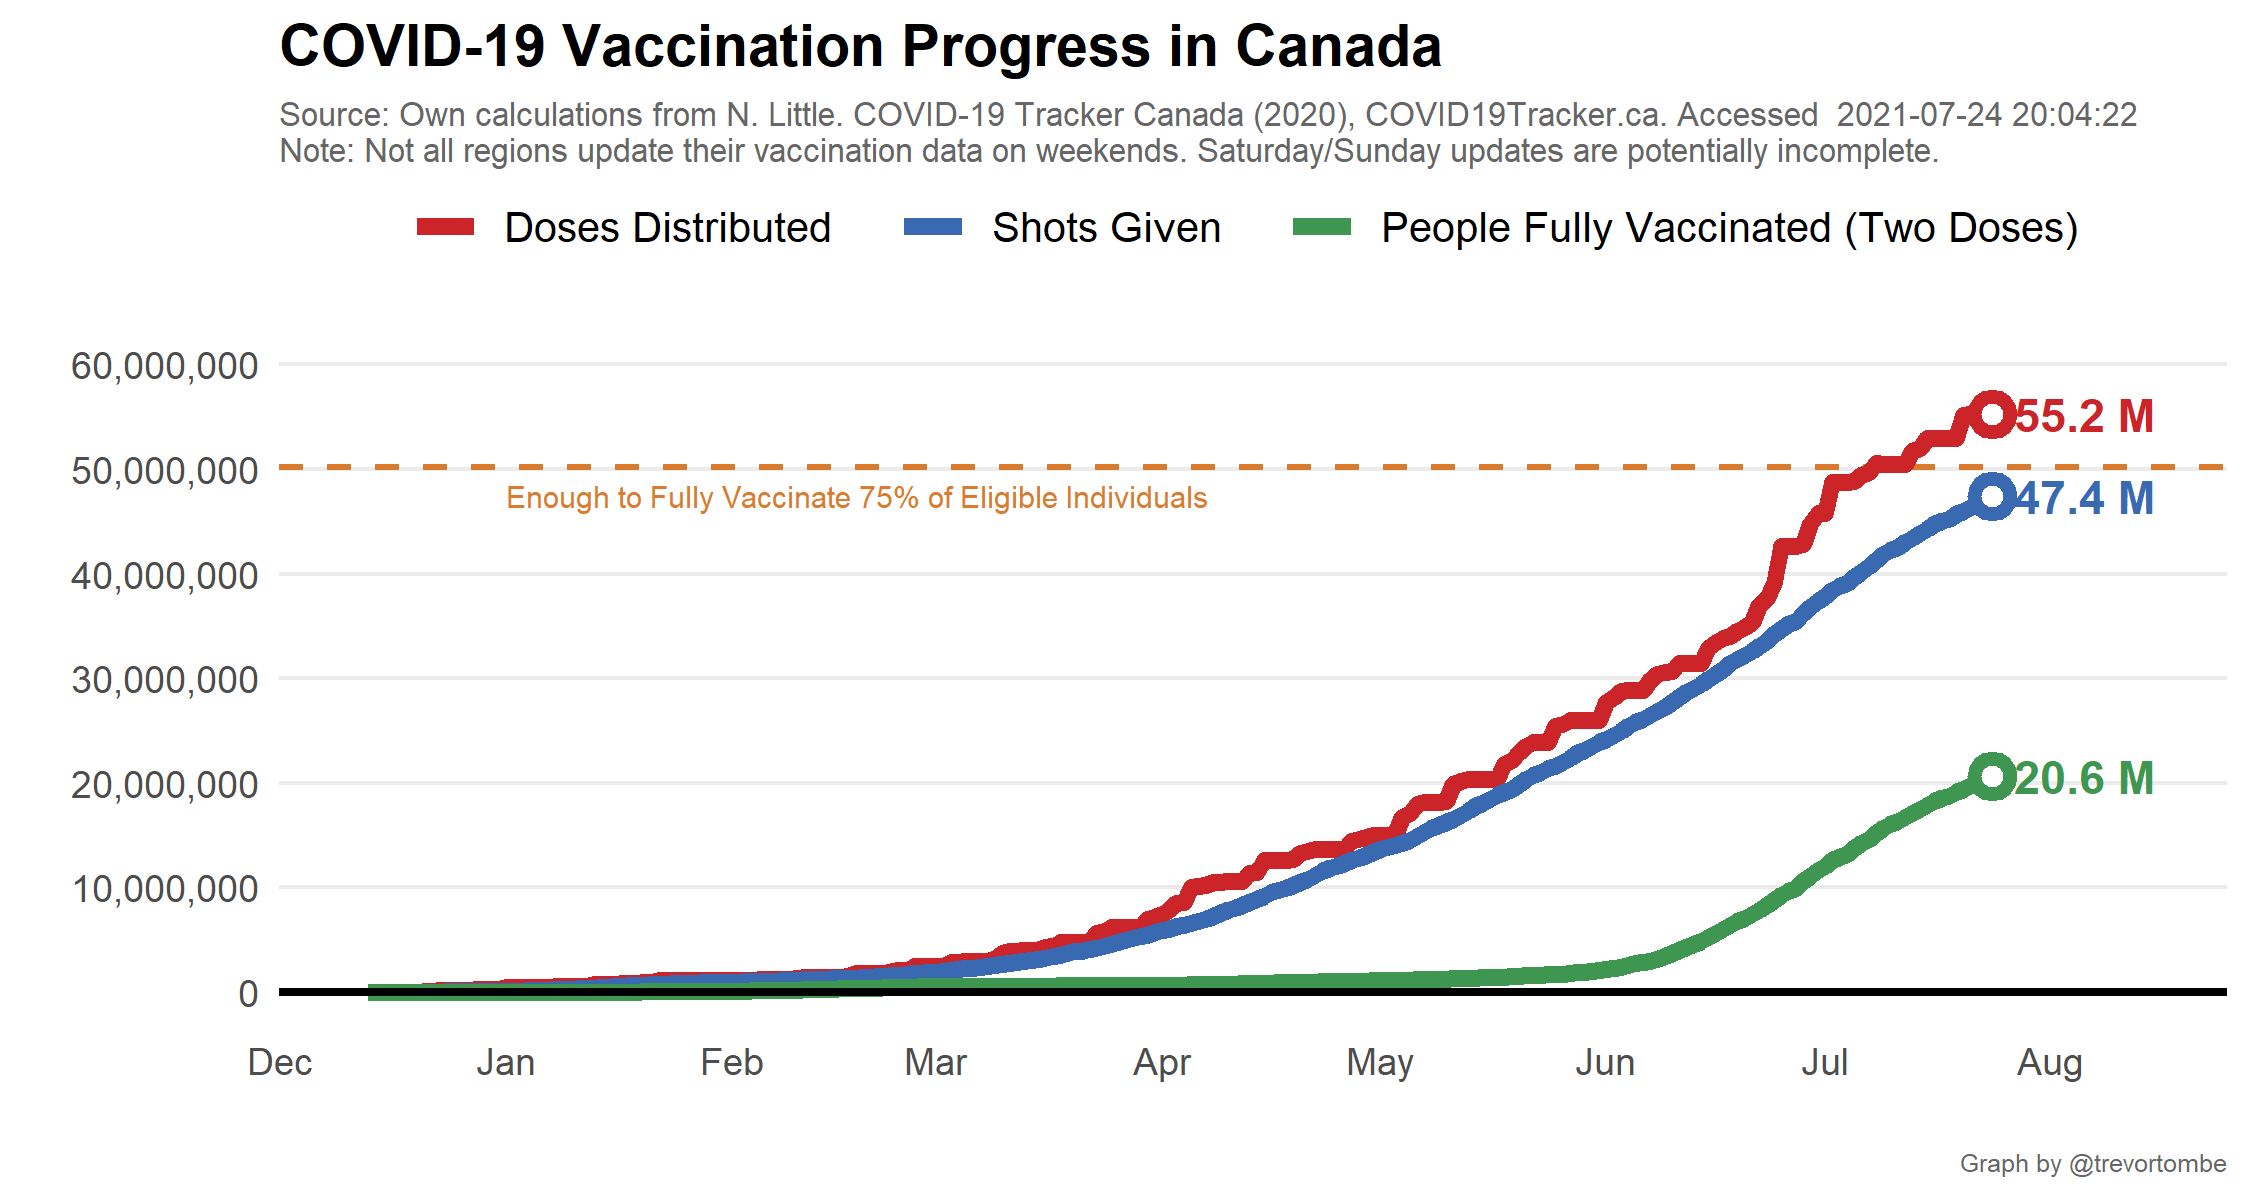 COVID-19 Vaccination Progress in Canada
Source: Own calculations from N. Little. COVID-19 Tracker Canada (2020), COVID19Tracker.ca. Accessed  2021-07-24 20:04:22
Note: Not all regions update their vaccination data on weekends. Saturday/Sunday updates are potentially incomplete.
Doses Distributed Shots Given People Fully Vaccinated (Two Doses)
60,000,000
55.2 M
50,000,000
Enough to Fully Vaccinate 75% of Eligible Individuals
47.4 M
40,000,000
30,000,000
20,000,000
20.6 M
10,000,000
0
Dec Jan Feb Mar Apr May Jun Jul Aug
Graph by @trevortombe